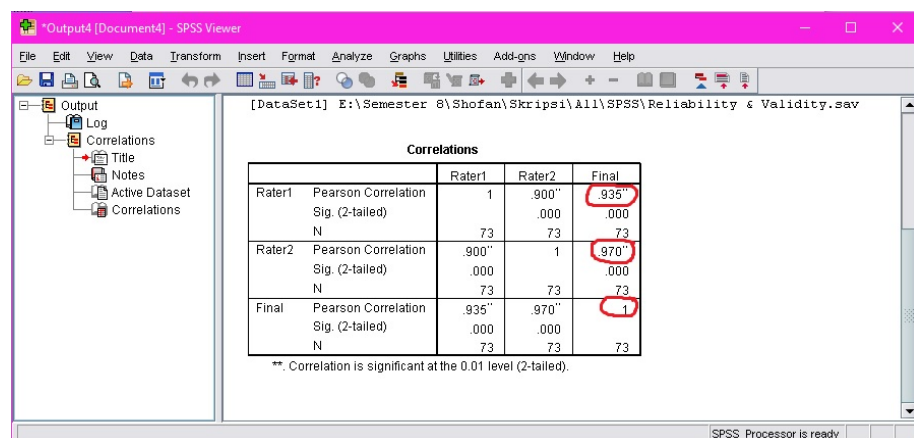 *Output4 [Document4] - SPSS Viewer
File Edit View Data Transform Insert Format Analyze Graphs Utilities Add-ons Window Help
Output
Log
Correlations
Title
Notes
Active Dataset
Correlations
[DataSet1] E:\Semester 8\Shofan\Skripsi\All\SPSS\Reliability & Validity.sav
Correlations
Rater1 Rater2 Final
Rater1 Pearson Correlation 1 .900** .935**
Sig. (2-tailed) .000 .000
N 73 73 73
Rater2 Pearson Correlation .900** 1 .970**
Sig. (2-tailed) .000 .000
N 73 73 73
Final Pearson Correlation .935** .970** 1
Sig. (2-tailed) .000 .000
N 73 73 73
**. Correlation is significant at the 0.01 level (2-tailed).
SPSS Processor is ready